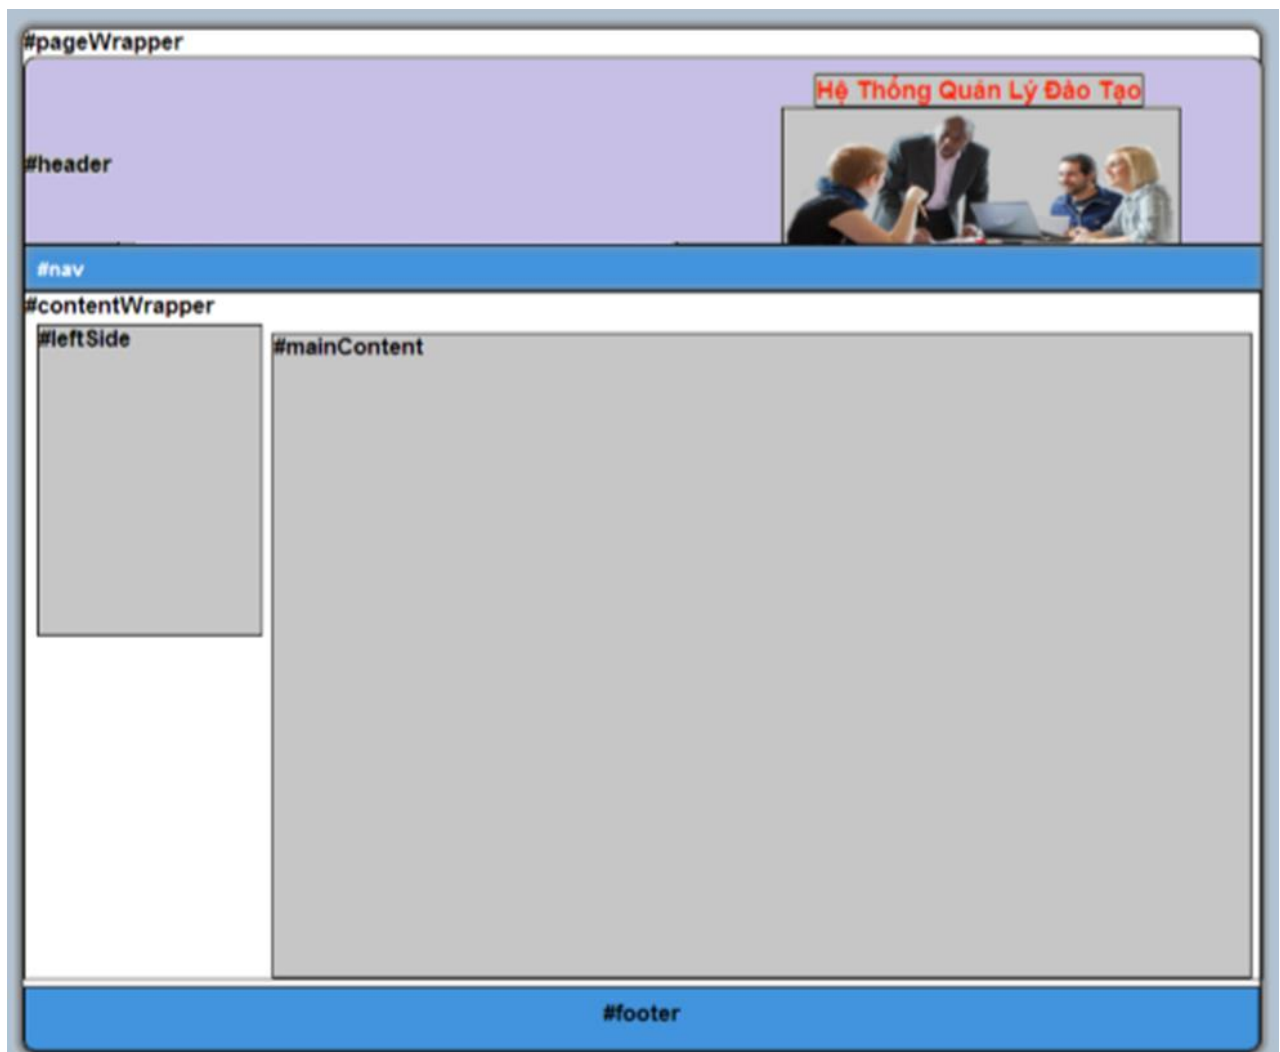 #pageWrapper
Hệ Thống Quản Lý Đào Tạo
#header
#nav
#contentWrapper
#leftSide
#mainContent
#footer